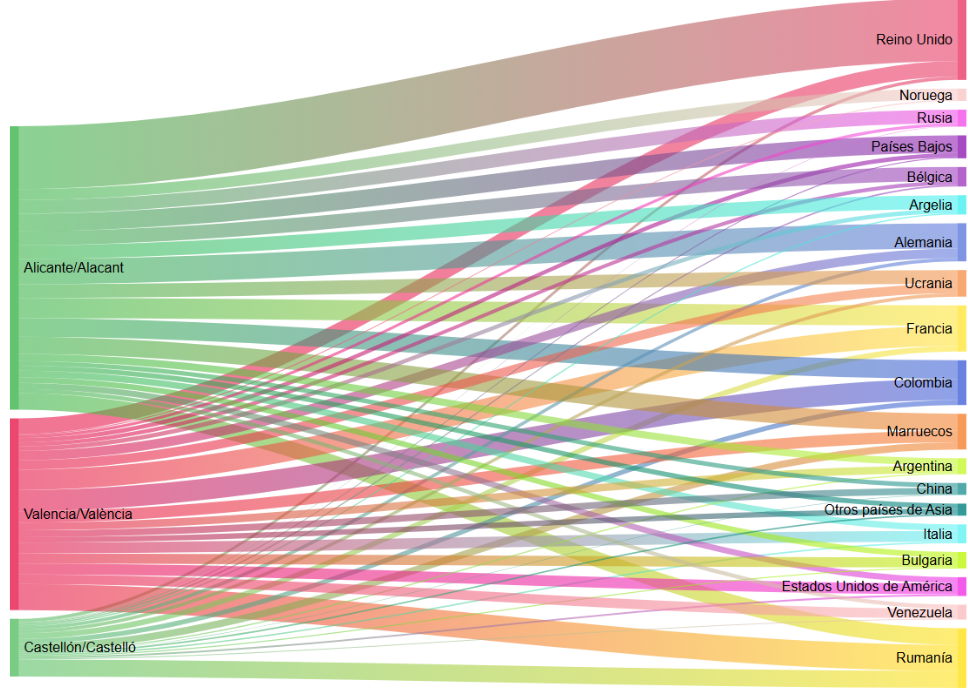 Reino Unido
Noruega
Rusia
Países Bajos
Bélgica
Argelia
Alemania
Alicante/Alacant
Ucrania
Francia
Colombia
Marruecos
Argentina
China
Otros países de Asia
Valencia/València
Italia
Bulgaria
Estados Unidos de América
Venezuela
Castellón/Castelló
Rumanía